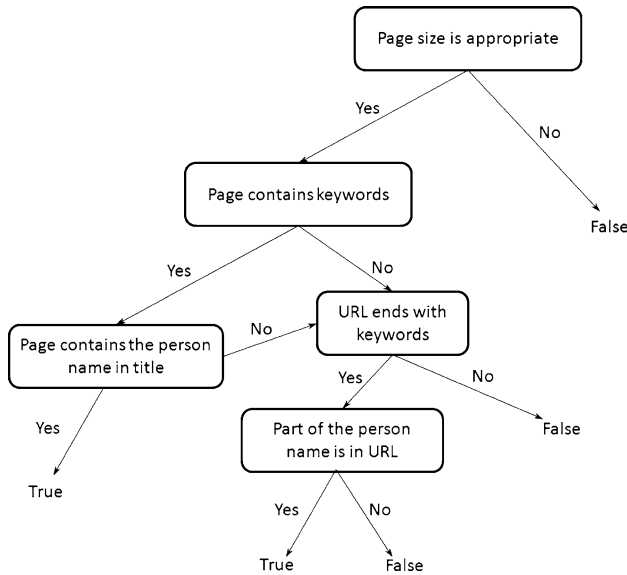 Page size is appropriate
Yes
No
Page contains keywords
False
Yes
No
URL ends with
keywords
No
Page contains the person
name in title
Yes
No
Yes
Part of the person
name is in URL
False
True
Yes
No
True
False